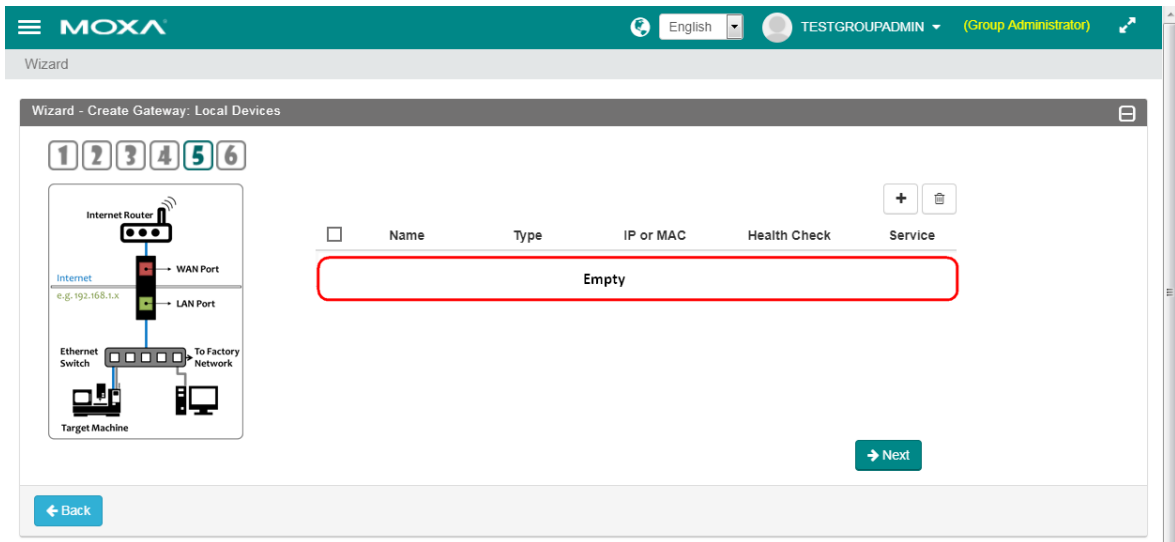 MOXA
English
TESTGROUPADMIN
(Group Administrator)
Wizard
Wizard - Create Gateway: Local Devices
1 2 3 4 5 6
Internet Router
WAN Port
Internet
e.g. 192.168.1.x
LAN Port
Ethernet Switch
To Factory Network
Target Machine
+
Name Type IP or MAC Health Check Service
Empty
Next
Back